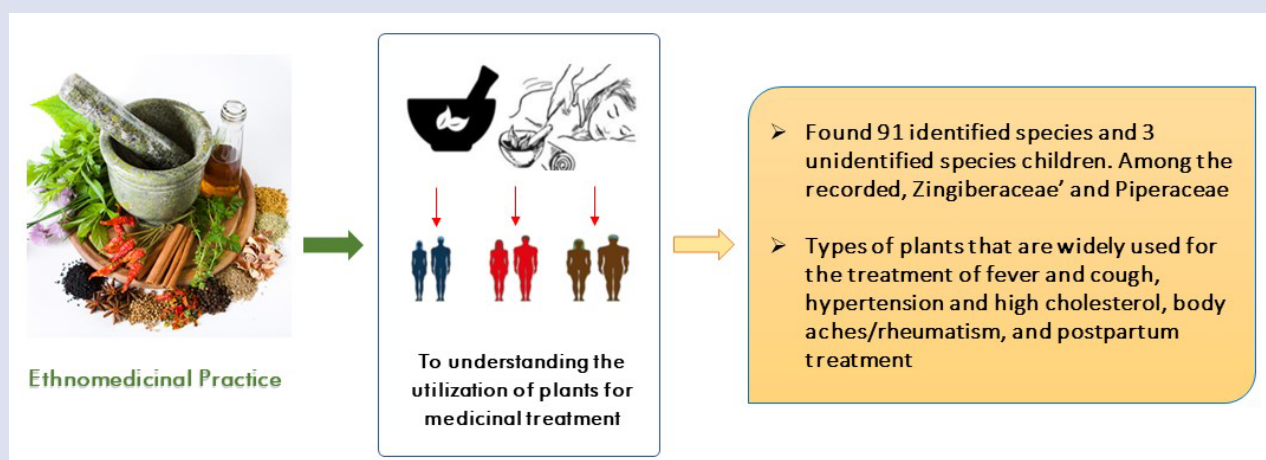 Ethnomedicinal Practice
To understanding the
utilization of plants for
medicinal treatment
➢ Found 91 identified species and 3
unidentified species children. Among the
recorded, Zingiberaceae’ and Piperaceae
➢ Types of plants that are widely used for
the treatment of fever and cough,
hypertension and high cholesterol, body
aches/rheumatism, and postpartum
treatment